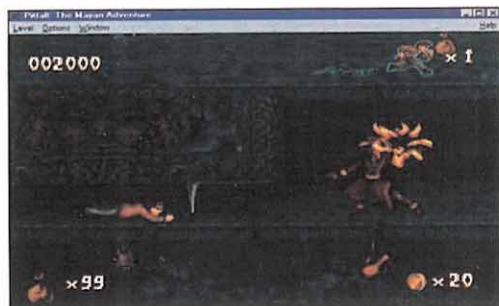 Pitfall: The Mayan Adventure
Level Options Window Help
002000
×1
×99
×20